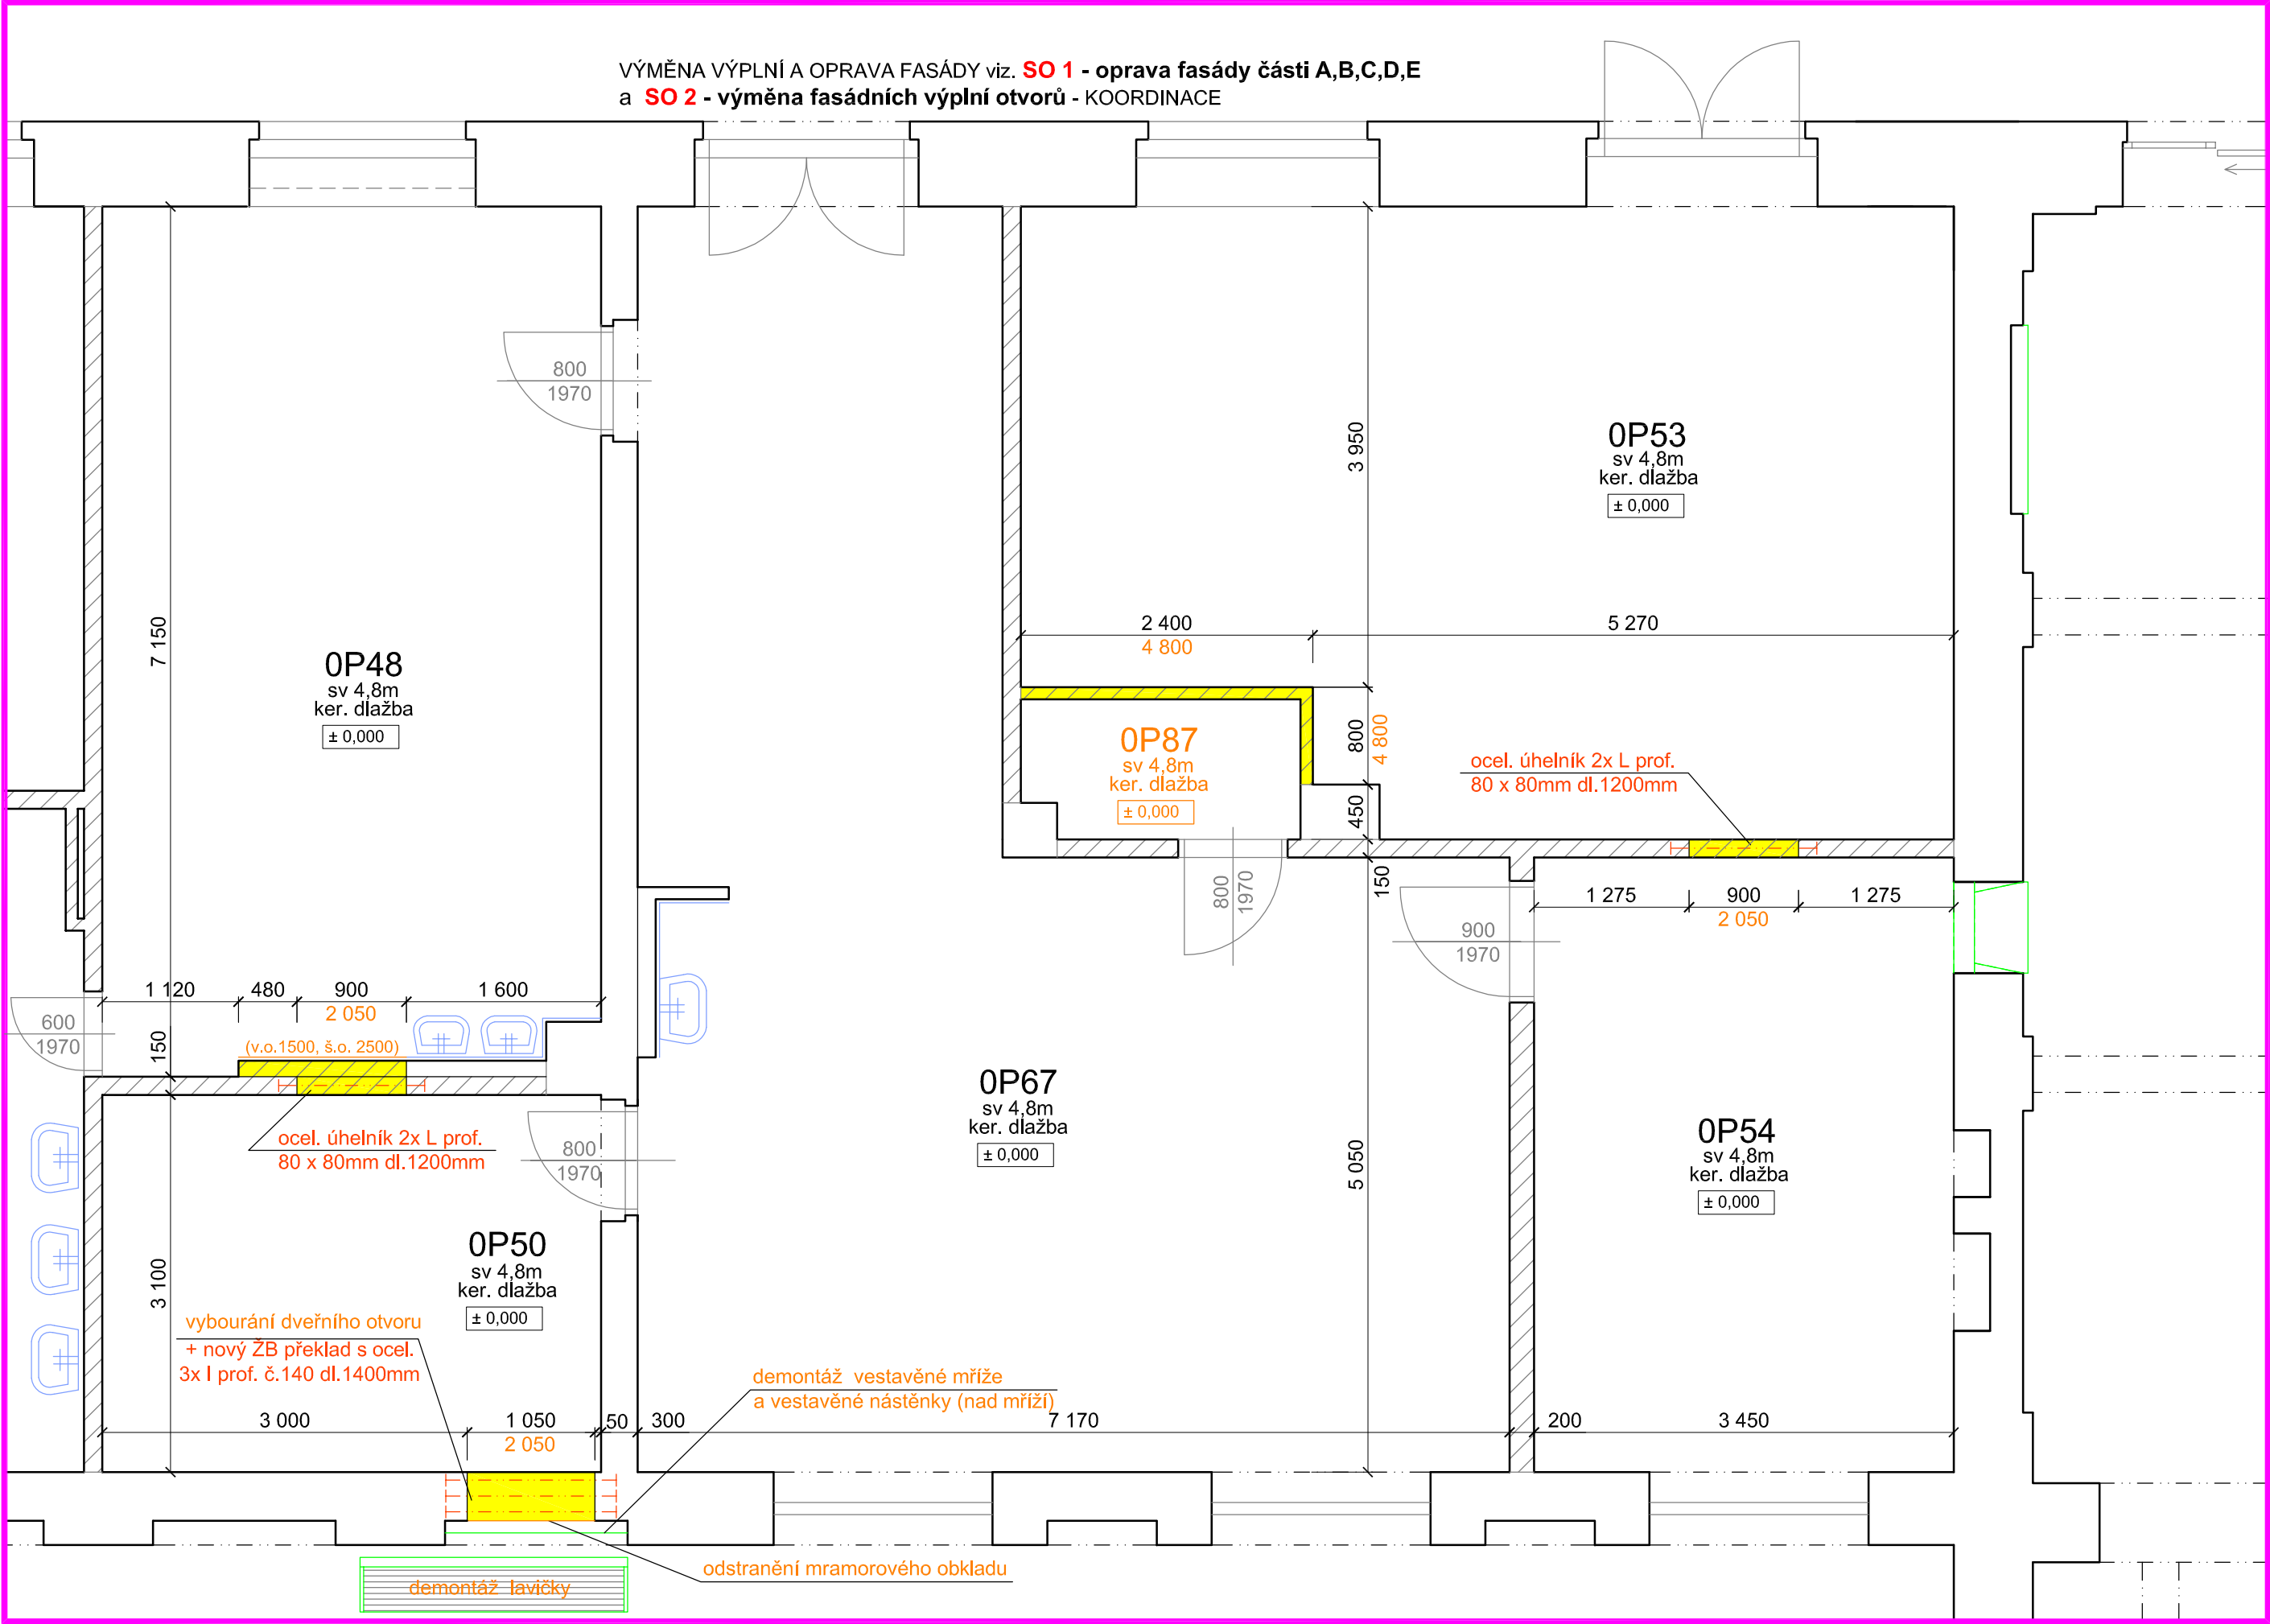 VÝMĚNA VÝPLNÍ A OPRAVA FASÁDY viz. SO 1 - oprava fasády části A,B,C,D,E
a SO 2 - výměna fasádních výplní otvorů - KOORDINACE
800
1970
3 950
0P53
sv 4,8m
ker. dlažba
± 0,000
7 150
0P48
sv 4,8m
ker. dlažba
± 0,000
2 400
4 800
5 270
0P87
sv 4,8m
ker. dlažba
± 0,000
800
4 800
450
150
ocel. úhelník 2x L prof.
80 x 80mm dl.1200mm
800
1970
900
1970
1 275
900
2 050
1 275
1 120
480
900
2 050
1 600
600
1970
150
(v.o.1500, š.o. 2500)
ocel. úhelník 2x L prof.
80 x 80mm dl.1200mm
800
1970
0P67
sv 4,8m
ker. dlažba
± 0,000
5 050
0P54
sv 4,8m
ker. dlažba
± 0,000
3 100
0P50
sv 4,8m
ker. dlažba
± 0,000
vybourání dveřního otvoru
+ nový ŽB překlad s ocel.
3x I prof. č.140 dl.1400mm
demontáž vestavěné mříže
a vestavěné nástěnky (nad mříží)
3 000
1 050
2 050
50
300
7 170
200
3 450
odstranění mramorového obkladu
demontáž lavičky